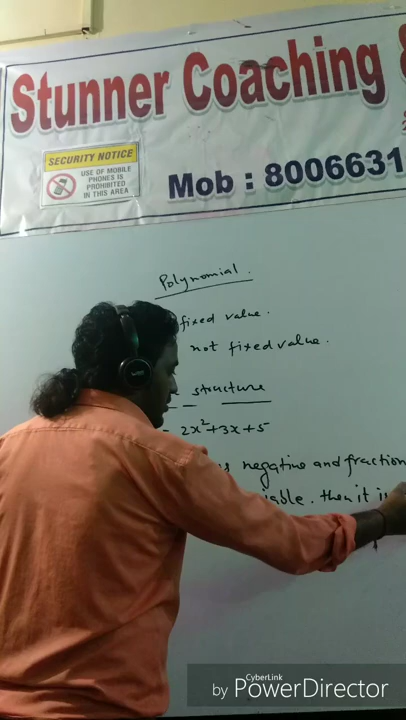 Stunner Coaching &
SECURITY NOTICE
USE OF MOBILE
PHONES IS
PROHIBITED
IN THIS AREA
Mob : 8006631
Polynomial.
fixed value.
not fixed value.
structure
2x²+3x+5
negative and fraction
then it i
CyberLink
by PowerDirector